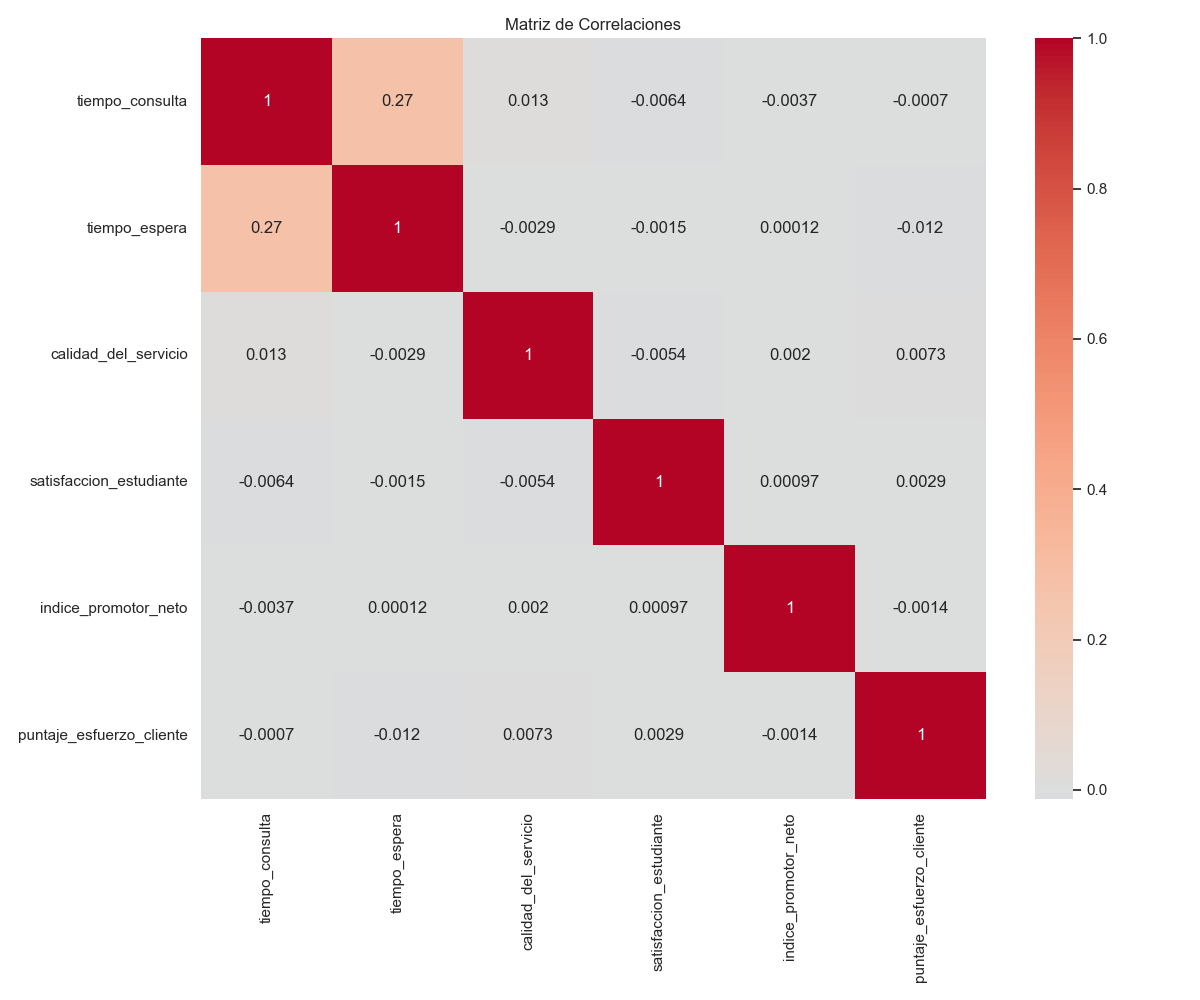 Matriz de Correlaciones
tiempo_consulta 1 0.27 0.013 -0.0064 -0.0037 -0.0007
tiempo_espera 0.27 1 -0.0029 -0.0015 0.00012 -0.012
calidad_del_servicio 0.013 -0.0029 1 -0.0054 0.002 0.0073
satisfaccion_estudiante -0.0064 -0.0015 -0.0054 1 0.00097 0.0029
indice_promotor_neto -0.0037 0.00012 0.002 0.00097 1 -0.0014
puntaje_esfuerzo_cliente -0.0007 -0.012 0.0073 0.0029 -0.0014 1
tiempo_consulta
tiempo_espera
calidad_del_servicio
satisfaccion_estudiante
indice_promotor_neto
puntaje_esfuerzo_cliente
1.0
0.8
0.6
0.4
0.2
0.0